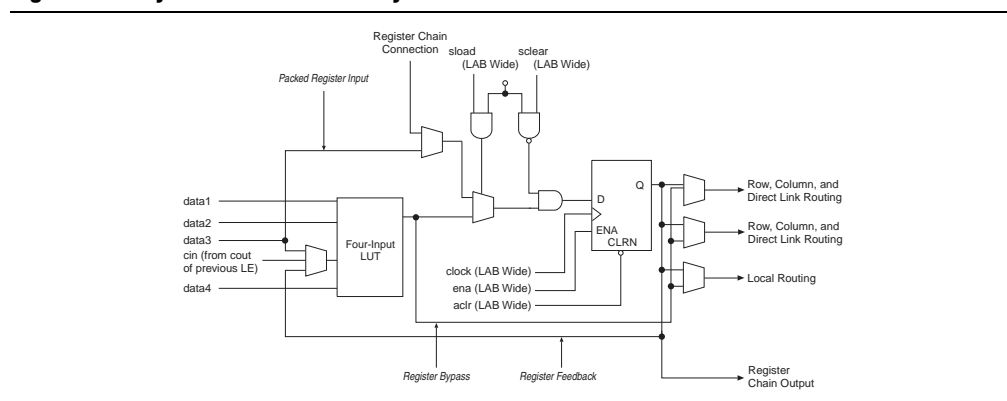 Register Chain
Connection
sload
(LAB Wide)
sclear
(LAB Wide)
Packed Register Input
data1
data2
data3
cin (from cout
of previous LE)
data4
Four-Input
LUT
D
Q
ENA
CLRN
clock (LAB Wide)
ena (LAB Wide)
aclr (LAB Wide)
Row, Column, and
Direct Link Routing
Row, Column, and
Direct Link Routing
Local Routing
Register Bypass
Register Feedback
Register
Chain Output